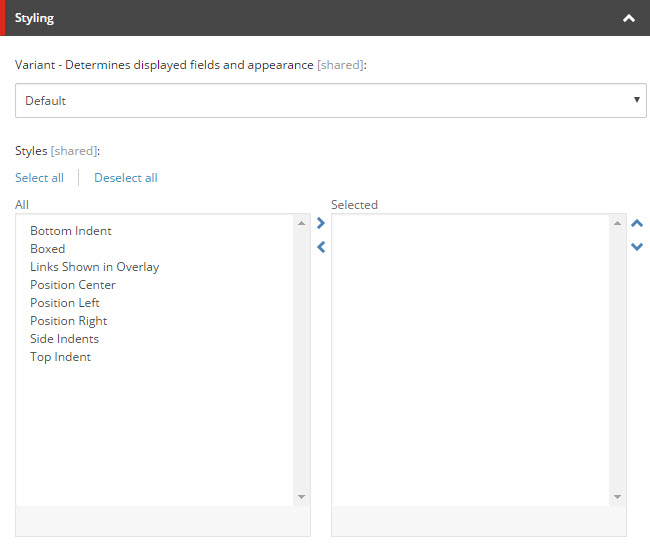 Styling
Variant - Determines displayed fields and appearance [shared]:
Default
Styles [shared]:
Select all Deselect all
All Selected
Bottom Indent
Boxed
Links Shown in Overlay
Position Center
Position Left
Position Right
Side Indents
Top Indent